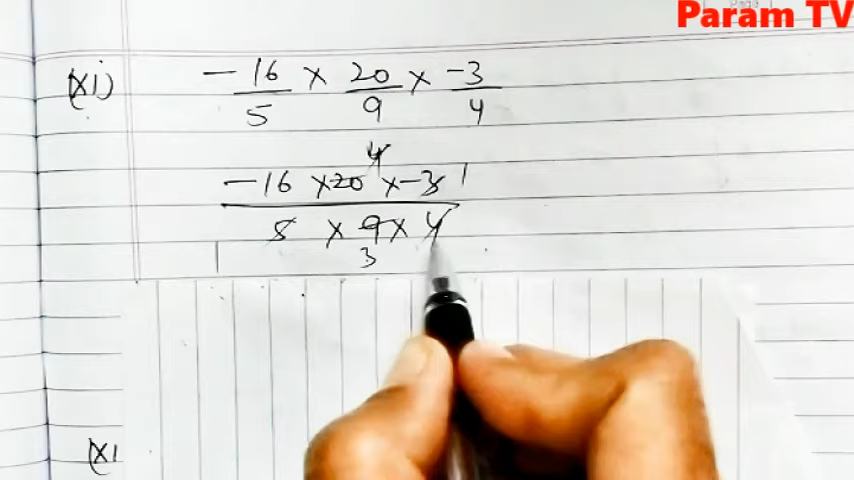 Param TV
(xi) -16/5 × 20/9 × -3/4
4
-16 × 20 × -3 1
5 × 9 × 4
3
(xi